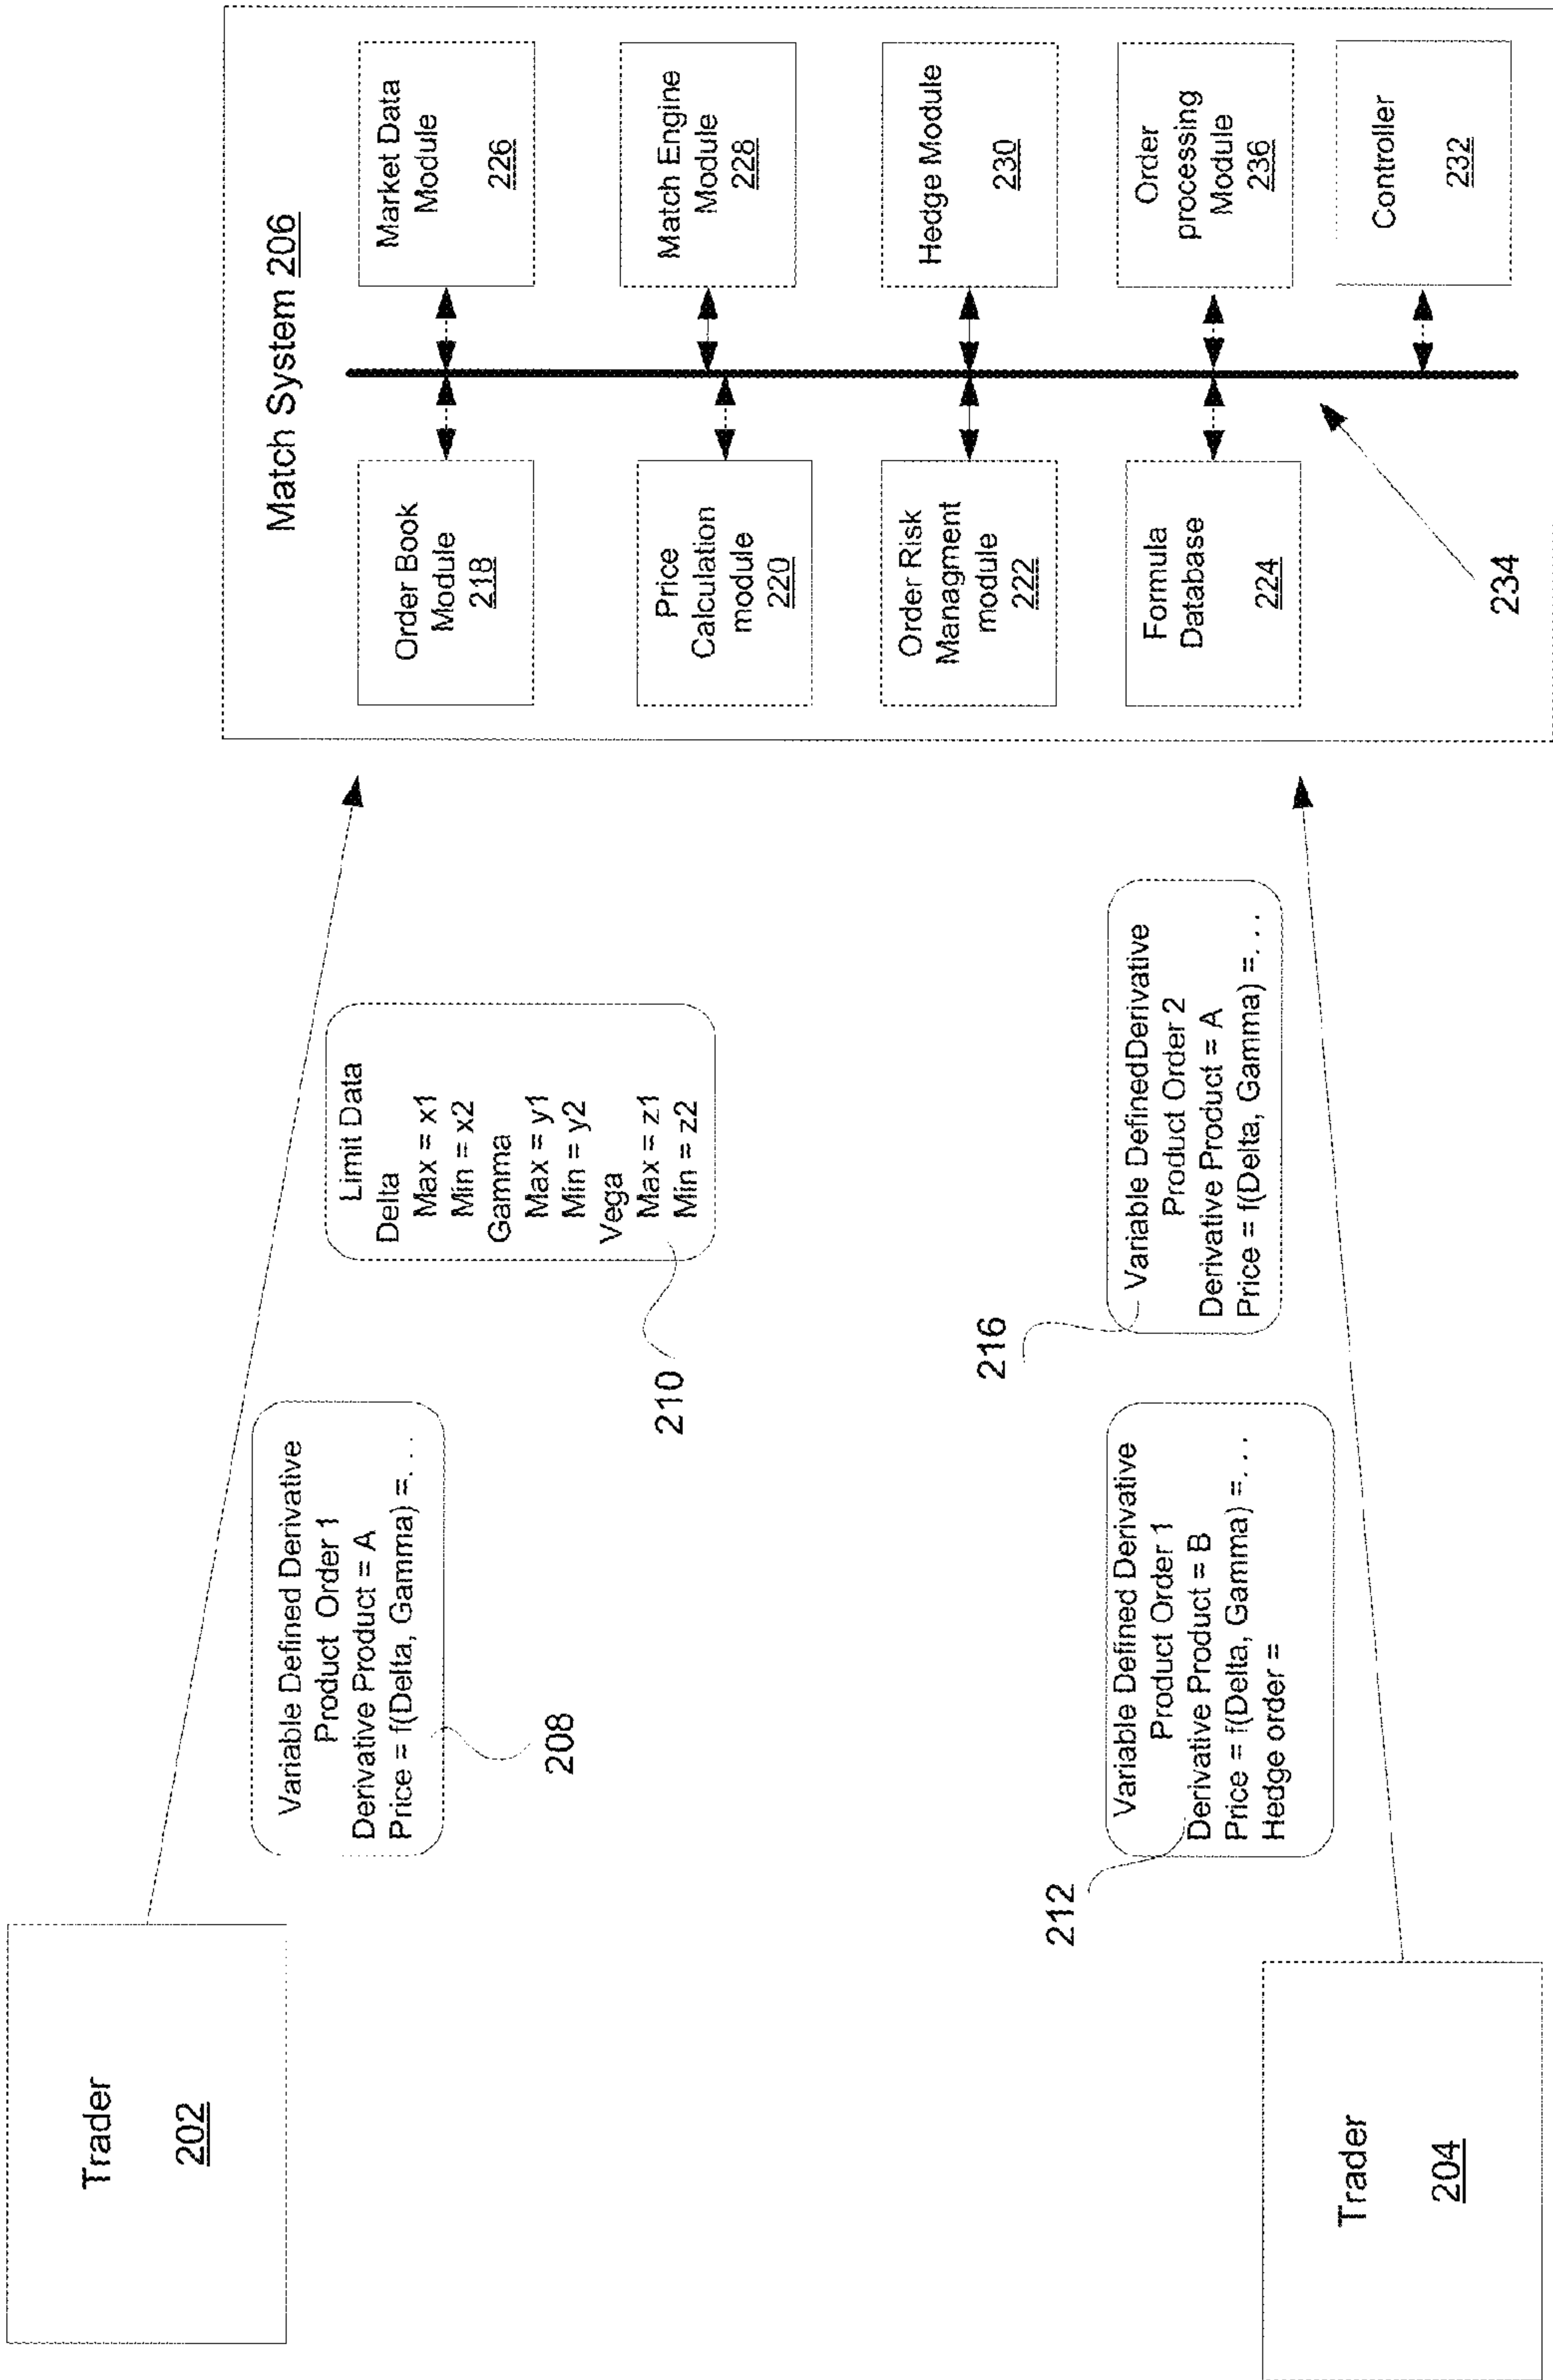 Trader
202
Variable Defined Derivative
Product Order 1
Derivative Product = A
Price = f(Delta, Gamma) =. . .
208
Limit Data
Delta
Max = x1
Min = x2
Gamma
Max = y1
Min = y2
Vega
Max = z1
Min = z2
210
Trader
204
212
Variable Defined Derivative
Product Order 1
Derivative Product = B
Price = f(Delta, Gamma) =. . .
Hedge order =
216
Variable DefinedDerivative
Product Order 2
Derivative Product = A
Price = f(Delta, Gamma) =. . .
Match System 206
Order Book
Module
218
Price
Calculation
module
220
Order Risk
Managment
module
222
Formula
Database
224
Market Data
Module
226
Match Engine
Module
228
Hedge Module
230
Order
processing
Module
236
Controller
232
234